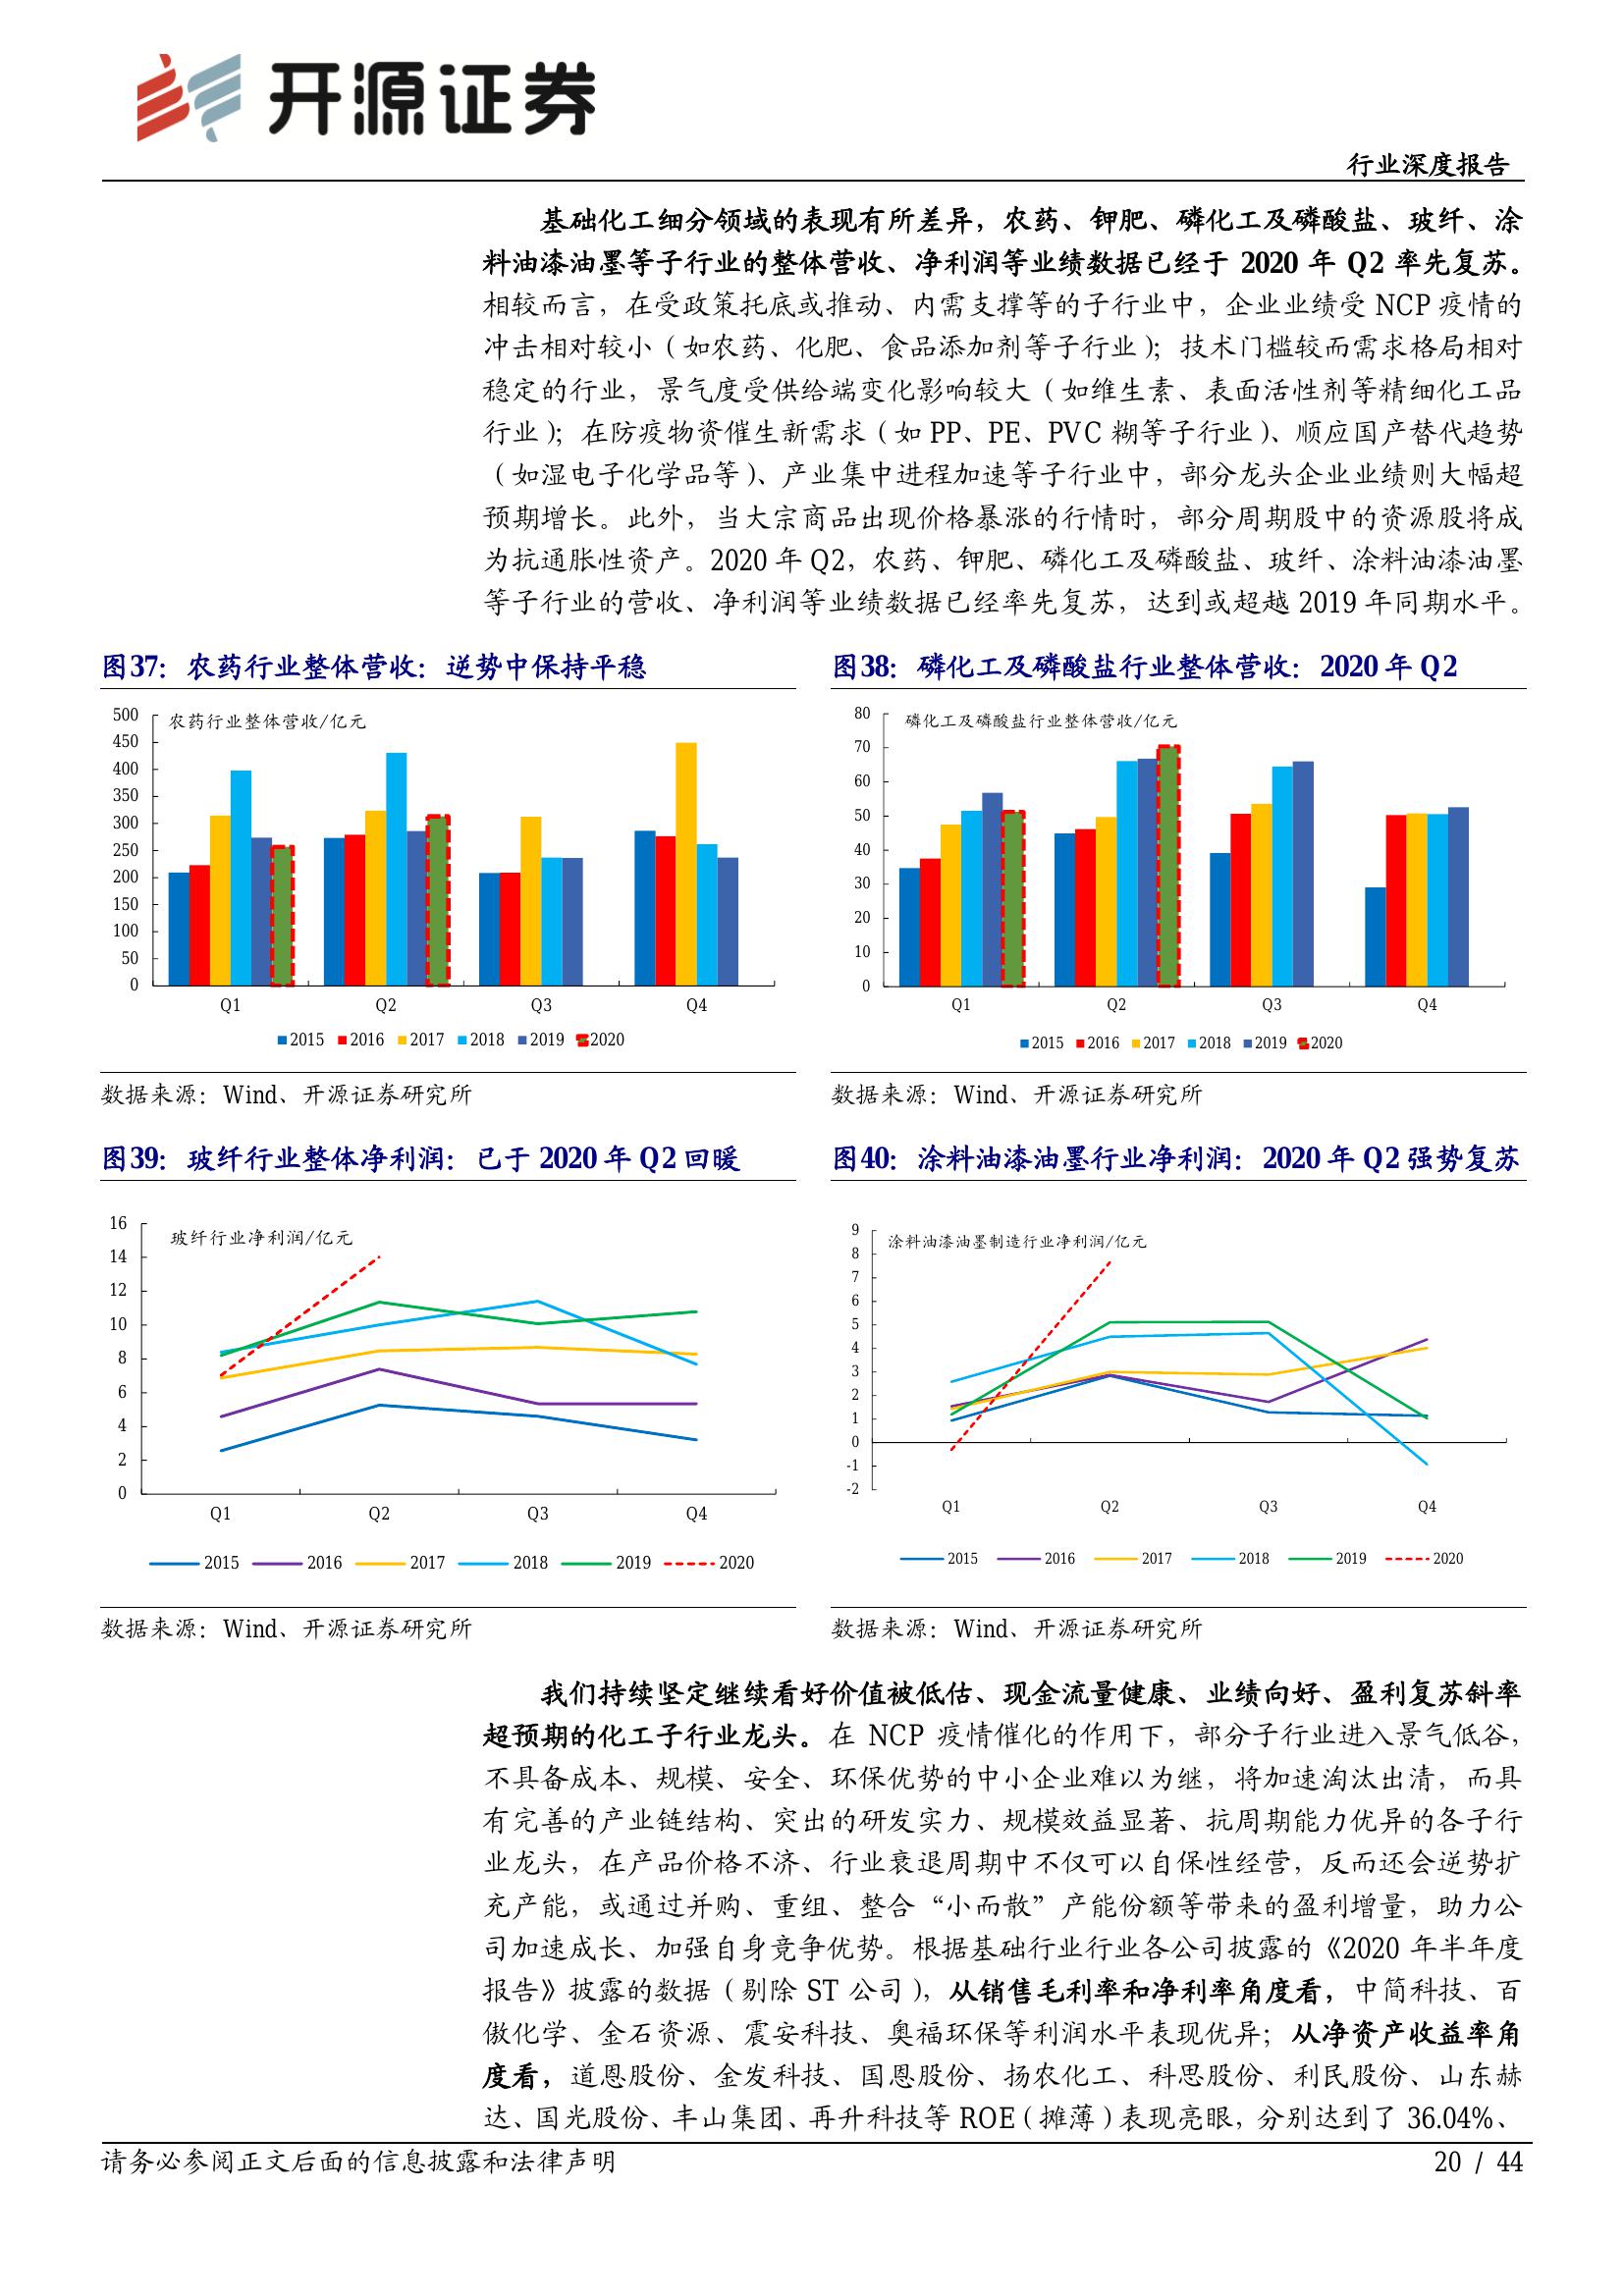 开源证券
行业深度报告
基础化工细分领域的表现有所差异，农药、钾肥、磷化工及磷酸盐、玻纤、涂
料油漆油墨等子行业的整体营收、净利润等业绩数据已经于 2020 年 Q2 率先复苏。
相较而言，在受政策托底或推动、内需支撑等的子行业中，企业业绩受 NCP 疫情的
冲击相对较小（如农药、化肥、食品添加剂等子行业）；技术门槛较而需求格局相对
稳定的行业，景气度受供给端变化影响较大（如维生素、表面活性剂等精细化工品
行业）；在防疫物资催生新需求（如 PP、PE、PVC 糊等子行业）、顺应国产替代趋势
（如湿电子化学品等）、产业集中进程加速等子行业中，部分龙头企业业绩则大幅超
预期增长。此外，当大宗商品出现价格暴涨的行情时，部分周期股中的资源股将成
为抗通胀性资产。2020 年 Q2，农药、钾肥、磷化工及磷酸盐、玻纤、涂料油漆油墨
等子行业的营收、净利润等业绩数据已经率先复苏，达到或超越 2019 年同期水平。
图37：农药行业整体营收：逆势中保持平稳
500
450
400
350
300
250
200
150
100
50
0
农药行业整体营收/亿元
Q1 Q2 Q3 Q4
2015 2016 2017 2018 2019 2020
数据来源：Wind、开源证券研究所
图38：磷化工及磷酸盐行业整体营收：2020 年 Q2
80
70
60
50
40
30
20
10
0
磷化工及磷酸盐行业整体营收/亿元
Q1 Q2 Q3 Q4
2015 2016 2017 2018 2019 2020
数据来源：Wind、开源证券研究所
图39：玻纤行业整体净利润：已于 2020 年 Q2 回暖
16
14
12
10
8
6
4
2
0
玻纤行业净利润/亿元
Q1 Q2 Q3 Q4
2015 2016 2017 2018 2019 2020
数据来源：Wind、开源证券研究所
图40：涂料油漆油墨行业净利润：2020 年 Q2 强势复苏
9
8
7
6
5
4
3
2
1
0
-1
-2
涂料油漆油墨制造行业净利润/亿元
Q1 Q2 Q3 Q4
2015 2016 2017 2018 2019 2020
数据来源：Wind、开源证券研究所
我们持续坚定继续看好价值被低估、现金流量健康、业绩向好、盈利复苏斜率
超预期的化工子行业龙头。在 NCP 疫情催化的作用下，部分子行业进入景气低谷，
不具备成本、规模、安全、环保优势的中小企业难以为继，将加速淘汰出清，而具
有完善的产业链结构、突出的研发实力、规模效益显著、抗周期能力优异的各子行
业龙头，在产品价格不济、行业衰退周期中不仅可以自保性经营，反而还会逆势扩
充产能，或通过并购、重组、整合“小而散”产能份额等带来的盈利增量，助力公
司加速成长、加强自身竞争优势。根据基础行业行业各公司披露的《2020 年半年度
报告》披露的数据（剔除 ST 公司），从销售毛利率和净利率角度看，中简科技、百
傲化学、金石资源、震安科技、奥福环保等利润水平表现优异；从净资产收益率角
度看，道恩股份、金发科技、国恩股份、扬农化工、科思股份、利民股份、山东赫
达、国光股份、丰山集团、再升科技等 ROE（摊薄）表现亮眼，分别达到了 36.04%、
请务必参阅正文后面的信息披露和法律声明
20 / 44